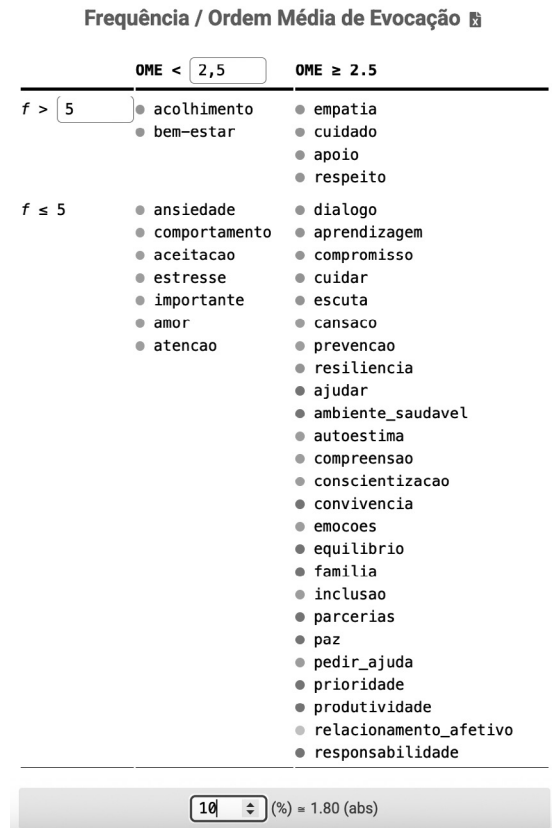 Frequência / Ordem Média de Evocação
OME < 2,5 OME ≥ 2.5
f > 5 acolhimento empatia
bem-estar cuidado
apoio
respeito
f ≤ 5 ansiedade dialogo
comportamento aprendizagem
aceitacao compromisso
estresse cuidar
importante escuta
amor cansaco
atencao prevencao
resiliencia
ajudar
ambiente_saudavel
autoestima
compreensao
conscientizacao
convivencia
emocoes
equilibrio
familia
inclusao
parcerias
paz
pedir_ajuda
prioridade
produtividade
relacionamento_afetivo
responsabilidade
10 (%) ≃ 1.80 (abs)